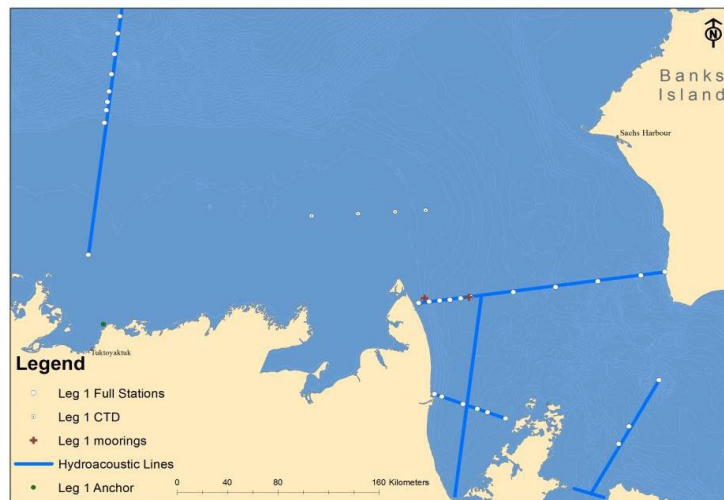 N
Banks
Island
Sachs Harbour
Tuktoyaktuk
Legend
Leg 1 Full Stations
Leg 1 CTD
Leg 1 moorings
Hydroacoustic Lines
Leg 1 Anchor
0 40 80 160 Kilometers